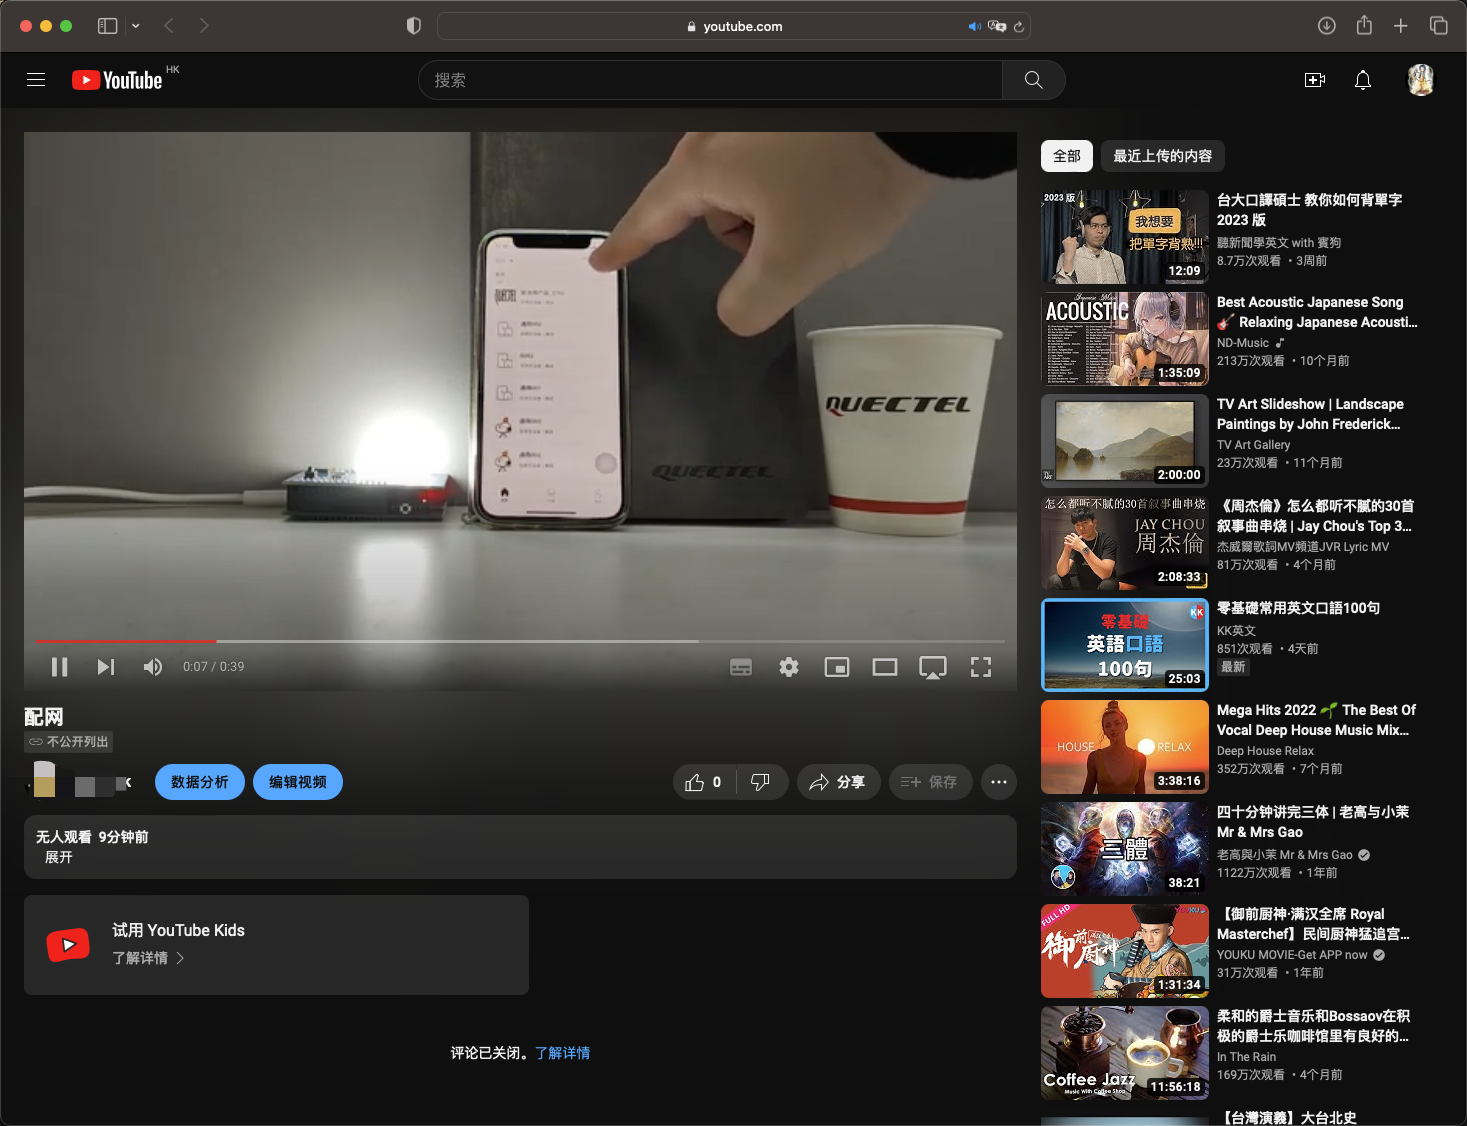 youtube.com
YouTube HK
搜索
QUECTEL
QUECTEL
0:07 / 0:39
配网
不公开列出
数据分析
编辑视频
0
分享
保存
无人观看 9分钟前
展开
试用 YouTube Kids
了解详情
评论已关闭。了解详情
全部
最近上传的内容
2023 版
我想要
把單字背熟!!!
12:09
台大口譯碩士 教你如何背單字
2023 版
聽新聞學英文 with 賓狗
8.7万次观看 • 3周前
Japanese Music
ACOUSTIC
1:35:09
Best Acoustic Japanese Song
🎸 Relaxing Japanese Acousti...
ND-Music
213万次观看 • 10个月前
2:00:00
TV Art Slideshow | Landscape
Paintings by John Frederick...
TV Art Gallery
23万次观看 • 11个月前
怎么都听不腻的30首叙事曲串烧
JAY CHOU
周杰倫
2:08:33
《周杰倫》怎么都听不腻的30首
叙事曲串烧 | Jay Chou's Top 3...
杰威爾歌詞MV頻道JVR Lyric MV
81万次观看 • 4个月前
KK
零基礎
英語口語
100句
25:03
零基礎常用英文口語100句
KK英文
851次观看 • 4天前
最新
HOUSE RELAX
3:38:16
Mega Hits 2022 🌱 The Best Of
Vocal Deep House Music Mix...
Deep House Relax
352万次观看 • 7个月前
三體
38:21
四十分钟讲完三体 | 老高与小茉
Mr & Mrs Gao
老高與小茉 Mr & Mrs Gao
1122万次观看 • 1年前
FULL HD
YOUKU
御前厨神
1:31:34
【御前厨神·满汉全席 Royal
Masterchef】民间厨神猛追宫...
YOUKU MOVIE-Get APP now
31万次观看 • 1年前
Coffee Jazz
Music With Coffee Shop
11:56:18
柔和的爵士音乐和Bossaov在积
极的爵士乐咖啡馆里有良好的...
In The Rain
169万次观看 • 4个月前
【台灣演義】大台北史